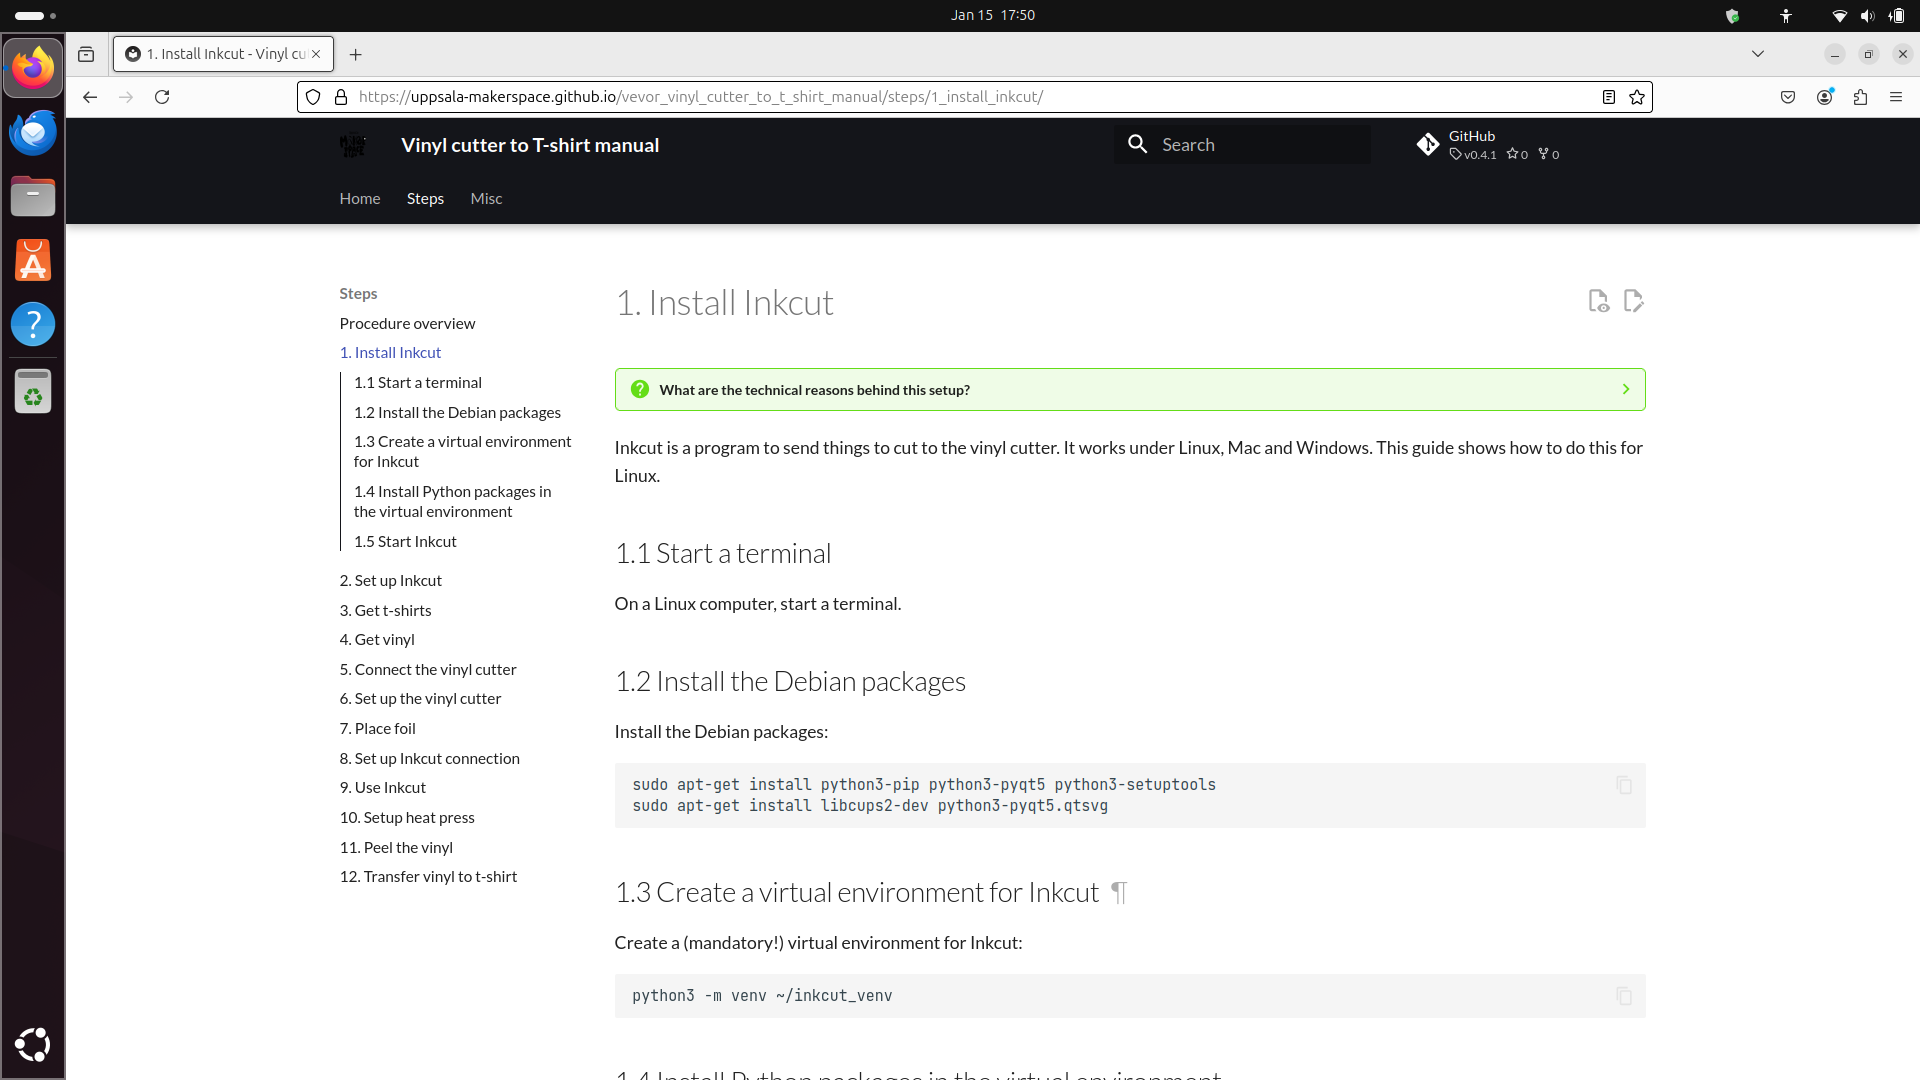 Jan 15 17:50
1. Install Inkcut - Vinyl cu
https://uppsala-makerspace.github.io/vevor_vinyl_cutter_to_t_shirt_manual/steps/1_install_inkcut/
Vinyl cutter to T-shirt manual
Search
GitHub
v0.4.1 0 0
Home Steps Misc
Steps
Procedure overview
1. Install Inkcut
1.1 Start a terminal
1.2 Install the Debian packages
1.3 Create a virtual environment
for Inkcut
1.4 Install Python packages in
the virtual environment
1.5 Start Inkcut
2. Set up Inkcut
3. Get t-shirts
4. Get vinyl
5. Connect the vinyl cutter
6. Set up the vinyl cutter
7. Place foil
8. Set up Inkcut connection
9. Use Inkcut
10. Setup heat press
11. Peel the vinyl
12. Transfer vinyl to t-shirt
1. Install Inkcut
What are the technical reasons behind this setup?
Inkcut is a program to send things to cut to the vinyl cutter. It works under Linux, Mac and Windows. This guide shows how to do this for
Linux.
1.1 Start a terminal
On a Linux computer, start a terminal.
1.2 Install the Debian packages
Install the Debian packages:
sudo apt-get install python3-pip python3-pyqt5 python3-setuptools
sudo apt-get install libcups2-dev python3-pyqt5.qtsvg
1.3 Create a virtual environment for Inkcut ¶
Create a (mandatory!) virtual environment for Inkcut:
python3 -m venv ~/inkcut_venv
1.4 Install Python packages in the virtual environment